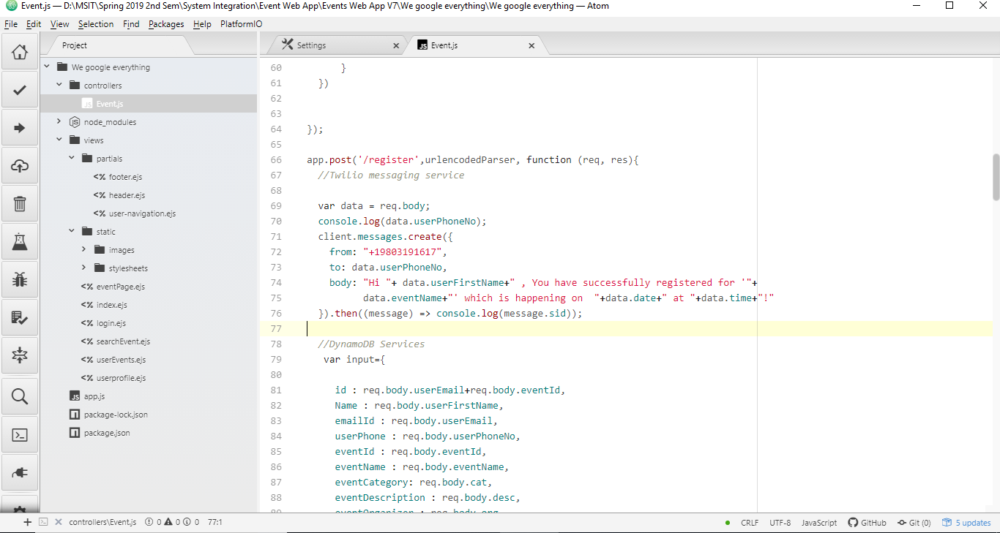 Event.js — D:\MSIT\Spring 2019 2nd Sem\System Integration\Event Web App\Events Web App V7\We google everything\We google everything — Atom
File Edit View Selection Find Packages Help PlatformIO
Project
Settings
Event.js
We google everything
controllers
Event.js
node_modules
views
partials
<% footer.ejs
<% header.ejs
<% user-navigation.ejs
static
images
stylesheets
<% eventPage.ejs
<% index.ejs
<% login.ejs
<% searchEvent.ejs
<% userEvents.ejs
<% userprofile.ejs
JS app.js
package-lock.json
package.json
60 }
61 })
62
63
64 });
65
66 app.post('/register',urlencodedParser, function (req, res){
67 //Twilio messaging service
68
69 var data = req.body;
70 console.log(data.userPhoneNo);
71 client.messages.create({
72 from: "+19803191617",
73 to: data.userPhoneNo,
74 body: "Hi "+ data.userFirstName+" , You have successfully registered for '"+
75 data.eventName+"' which is happening on  "+data.date+" at "+data.time+"!"
76 }).then((message) => console.log(message.sid));
77
78 //DynamoDB Services
79 var input={
80
81 id : req.body.userEmail+req.body.eventId,
82 Name : req.body.userFirstName,
83 emailId : req.body.userEmail,
84 userPhone : req.body.userPhoneNo,
85 eventId : req.body.eventId,
86 eventName : req.body.eventName,
87 eventCategory: req.body.cat,
88 eventDescription : req.body.desc,
89 eventOrganizer : req.body.org,
controllers\Event.js 0 0 0 77:1 CRLF UTF-8 JavaScript GitHub Git (0) 5 updates